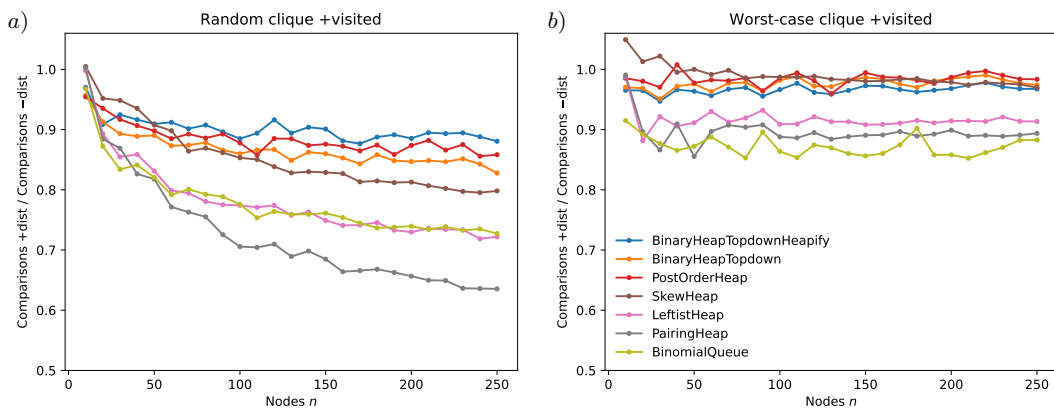 a)
Random clique +visited
Comparisons +dist / Comparisons −dist
1.0
0.9
0.8
0.7
0.6
0.5
0 50 100 150 200 250
Nodes n
b)
Worst-case clique +visited
Comparisons +dist / Comparisons −dist
1.0
0.9
0.8
0.7
0.6
0.5
BinaryHeapTopdownHeapify
BinaryHeapTopdown
PostOrderHeap
SkewHeap
LeftistHeap
PairingHeap
BinomialQueue
0 50 100 150 200 250
Nodes n